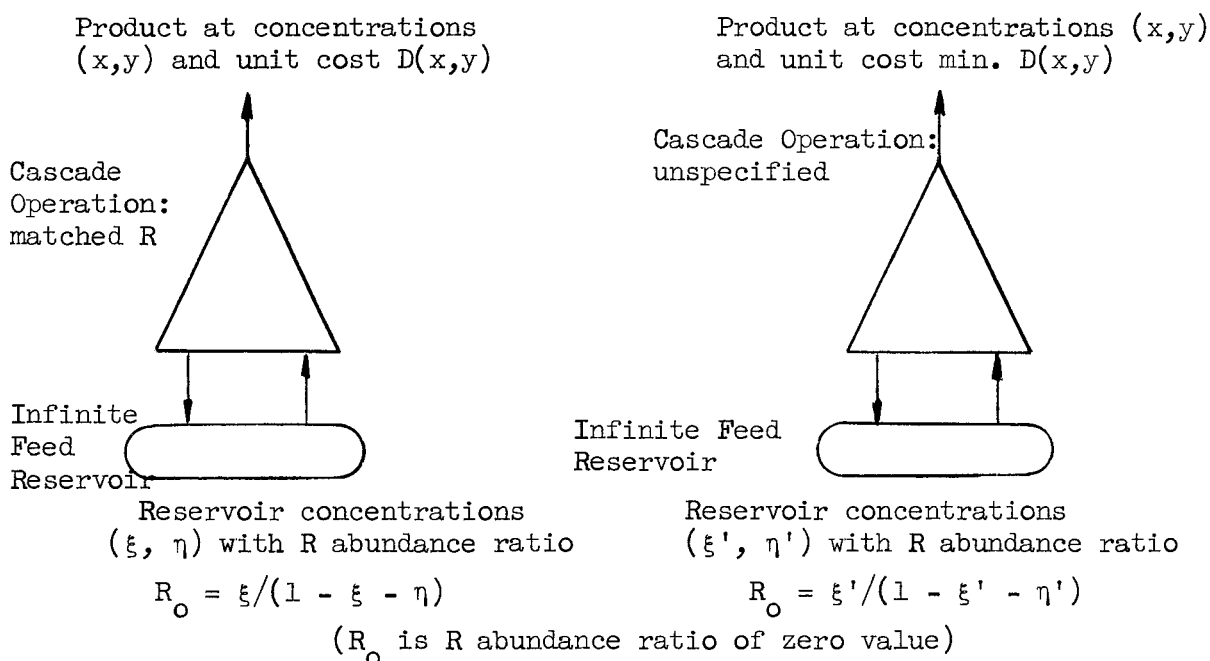 Product at concentrations
(x,y) and unit cost D(x,y)
Cascade
Operation:
matched R
Infinite
Feed
Reservoir
Reservoir concentrations
(ξ, η) with R abundance ratio
R_o = ξ/(1 - ξ - η)
Product at concentrations (x,y)
and unit cost min. D(x,y)
Cascade Operation:
unspecified
Infinite Feed
Reservoir
Reservoir concentrations
(ξ', η') with R abundance ratio
R_o = ξ'/(1 - ξ' - η')
(R_o is R abundance ratio of zero value)